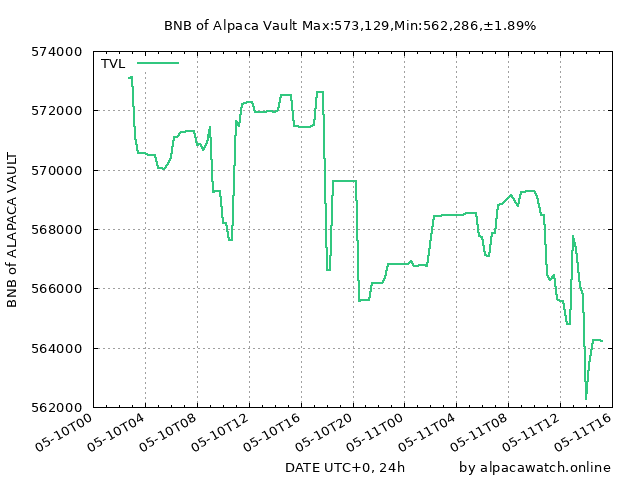 BNB of Alpaca Vault Max:573,129,Min:562,286,±1.89%
574000
TVL
572000
570000
568000
566000
564000
562000
BNB of ALAPACA VAULT
05-10T00
05-10T04
05-10T08
05-10T12
05-10T16
05-10T20
05-11T00
05-11T04
05-11T08
05-11T12
05-11T16
DATE UTC+0, 24h
by alpacawatch.online